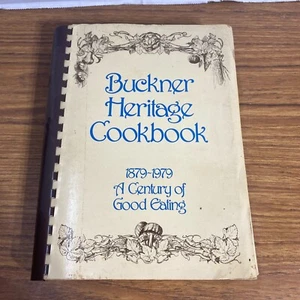 Buckner
Heritage
Cookbook
1879-1979
A Century of
Good Eating